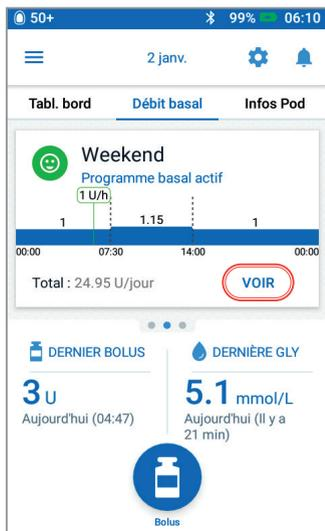 50+ 99% 06:10
2 janv.
Tabl. bord Débit basal Infos Pod
Weekend
Programme basal actif
1 U/h
1 1.15 1
00:00 07:30 14:00 00:00
Total : 24.95 U/jour VOIR
DERNIER BOLUS
3 U
Aujourd'hui (04:47)
DERNIÈRE GLY
5.1 mmol/L
Aujourd'hui (Il y a
21 min)
Bolus